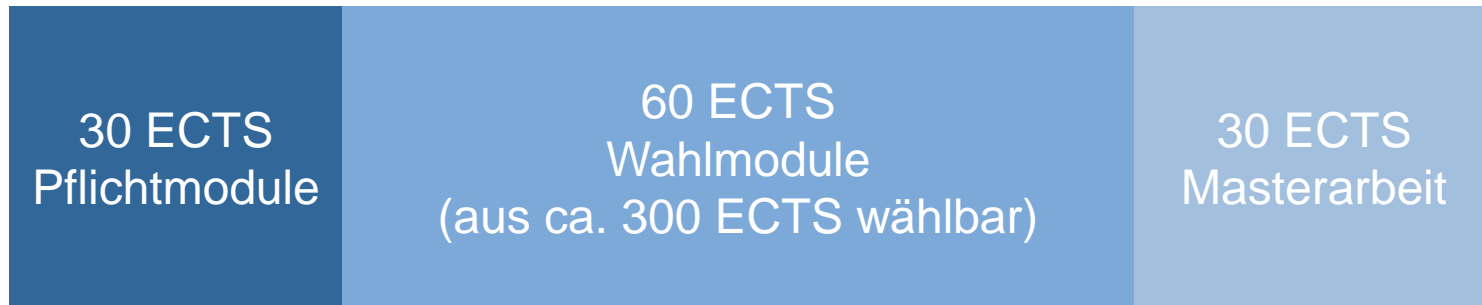 30 ECTS
Pflichtmodule
60 ECTS
Wahlmodule
(aus ca. 300 ECTS wählbar)
30 ECTS
Masterarbeit